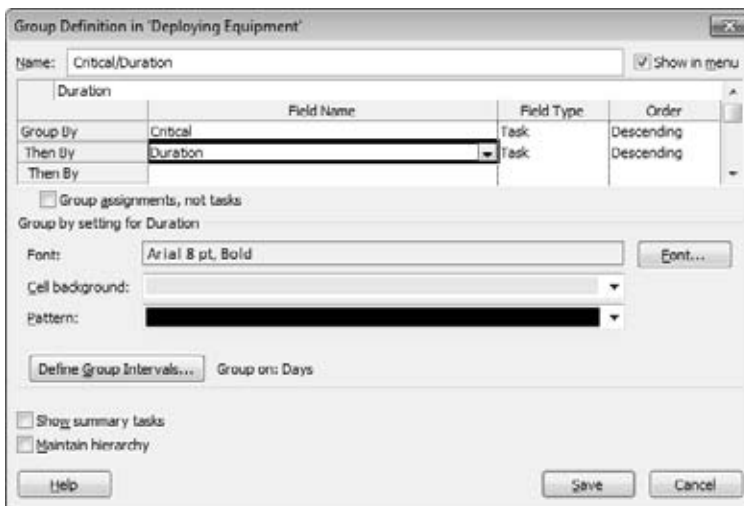 Group Definition in 'Deploying Equipment'
Name: Critical/Duration Show in menu
Duration
Field Name Field Type Order
Group By Critical Task Descending
Then By Duration Task Descending
Then By
Group assignments, not tasks
Group by setting for Duration
Font: Arial 8 pt, Bold Font...
Cell background:
Pattern:
Define Group Intervals... Group on: Days
Show summary tasks
Maintain hierarchy
Help Save Cancel